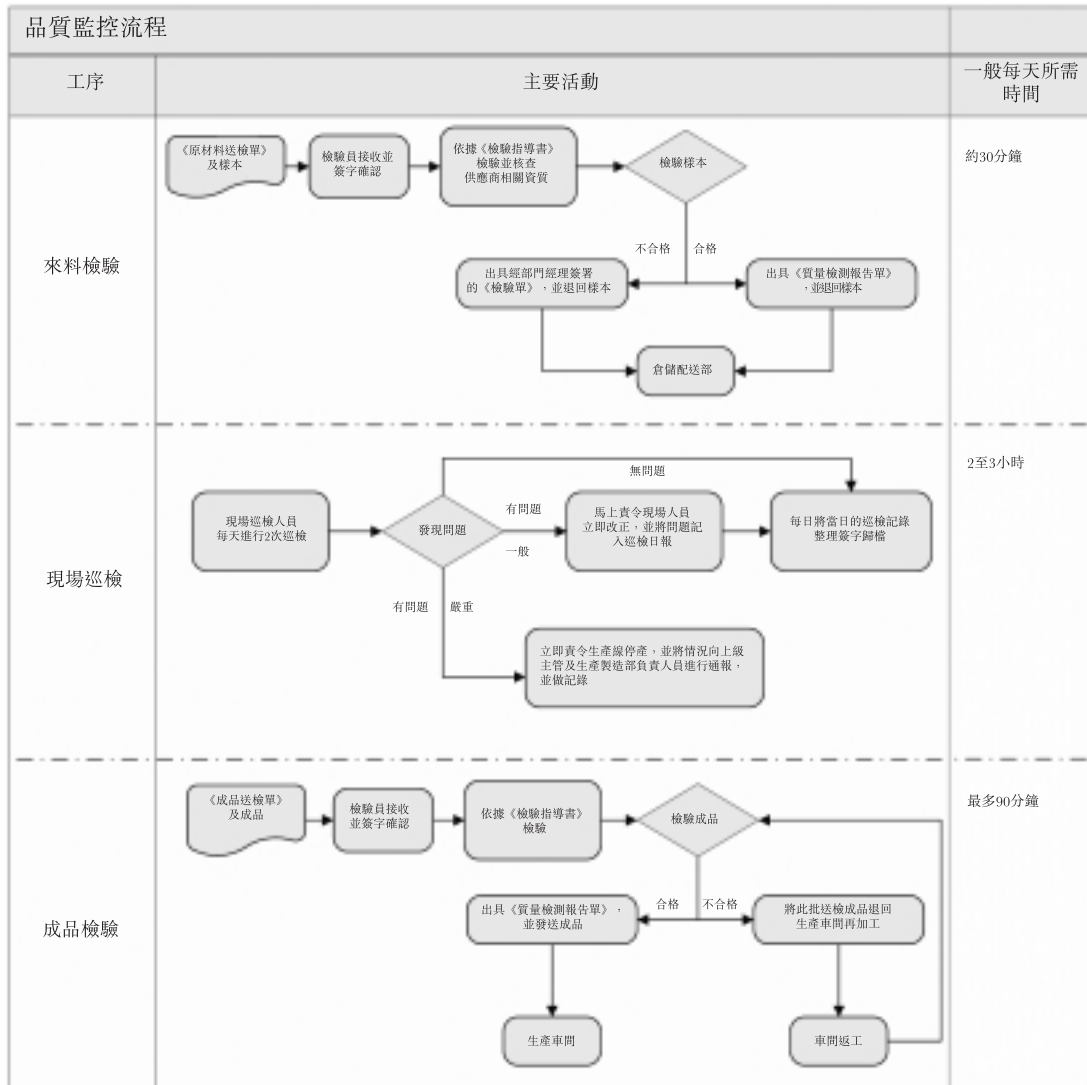 品質監控流程
工序
主要活動
一般每天所需
時間
來料檢驗
《原材料送檢單》
及樣本
檢驗員接收並
簽字確認
依據《檢驗指導書》
檢驗並核查
供應商相關資質
檢驗樣本
約30分鐘
不合格
合格
出具經部門經理簽署
的《檢驗單》，並退回樣本
出具《質量檢測報告單》
，並退回樣本
倉儲配送部
現場巡檢
2至3小時
無問題
現場巡檢人員
每天進行2次巡檢
發現問題
有問題
一般
馬上責令現場人員
立即改正，並將問題記
入巡檢日報
每日將當日的巡檢記錄
整理簽字歸檔
有問題
嚴重
立即責令生產線停產，並將情況向上級
主管及生產製造部負責人員進行通報，
並做記錄
成品檢驗
《成品送檢單》
及成品
檢驗員接收
並簽字確認
依據《檢驗指導書》
檢驗
檢驗成品
最多90分鐘
合格
不合格
出具《質量檢測報告單》，
並發送成品
將此批送檢成品退回
生產車間再加工
生產車間
車間返工